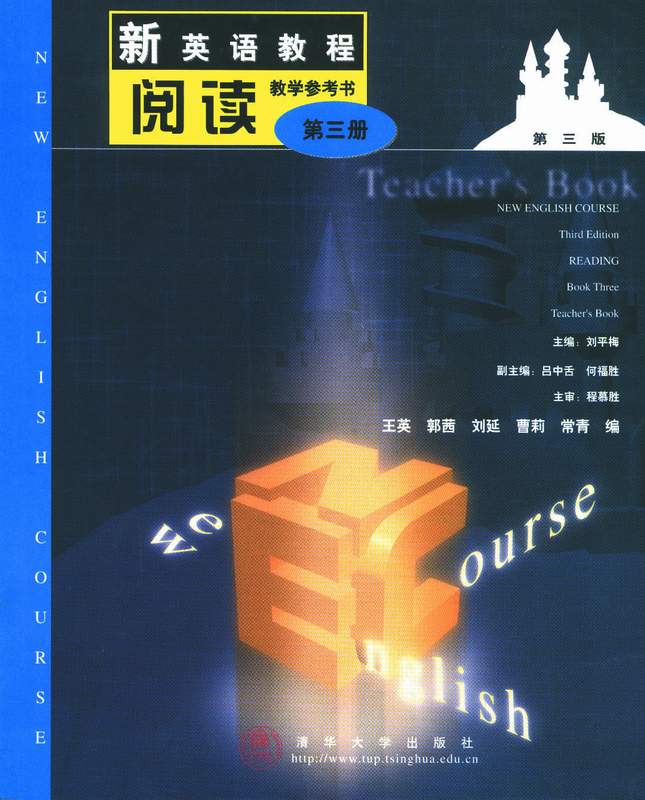 NEW ENGLISH COURSE
新英语教程
阅读
教学参考书
第三册
第三版
Teacher's Book
NEW ENGLISH COURSE
Third Edition
READING
Book Three
Teacher's Book
主编：刘平梅
副主编：吕中舌 何福胜
主审：程慕胜
王英 郭茜 刘延 曹莉 常青 编
NEC
ew
ourse
nglish
清华大学出版社
http://www.tup.tsinghua.edu.cn